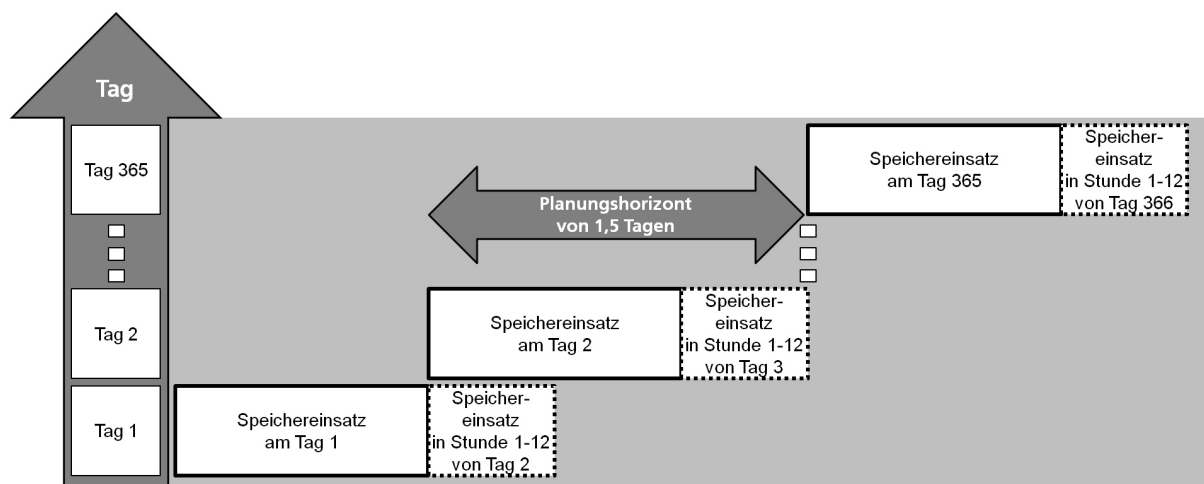 Tag
Tag 365
Speichereinsatz
am Tag 365
Speicher-
einsatz
in Stunde 1-12
von Tag 366
Planungshorizont
von 1,5 Tagen
Tag 2
Speichereinsatz
am Tag 2
Speicher-
einsatz
in Stunde 1-12
von Tag 3
Tag 1
Speichereinsatz
am Tag 1
Speicher-
einsatz
in Stunde 1-12
von Tag 2